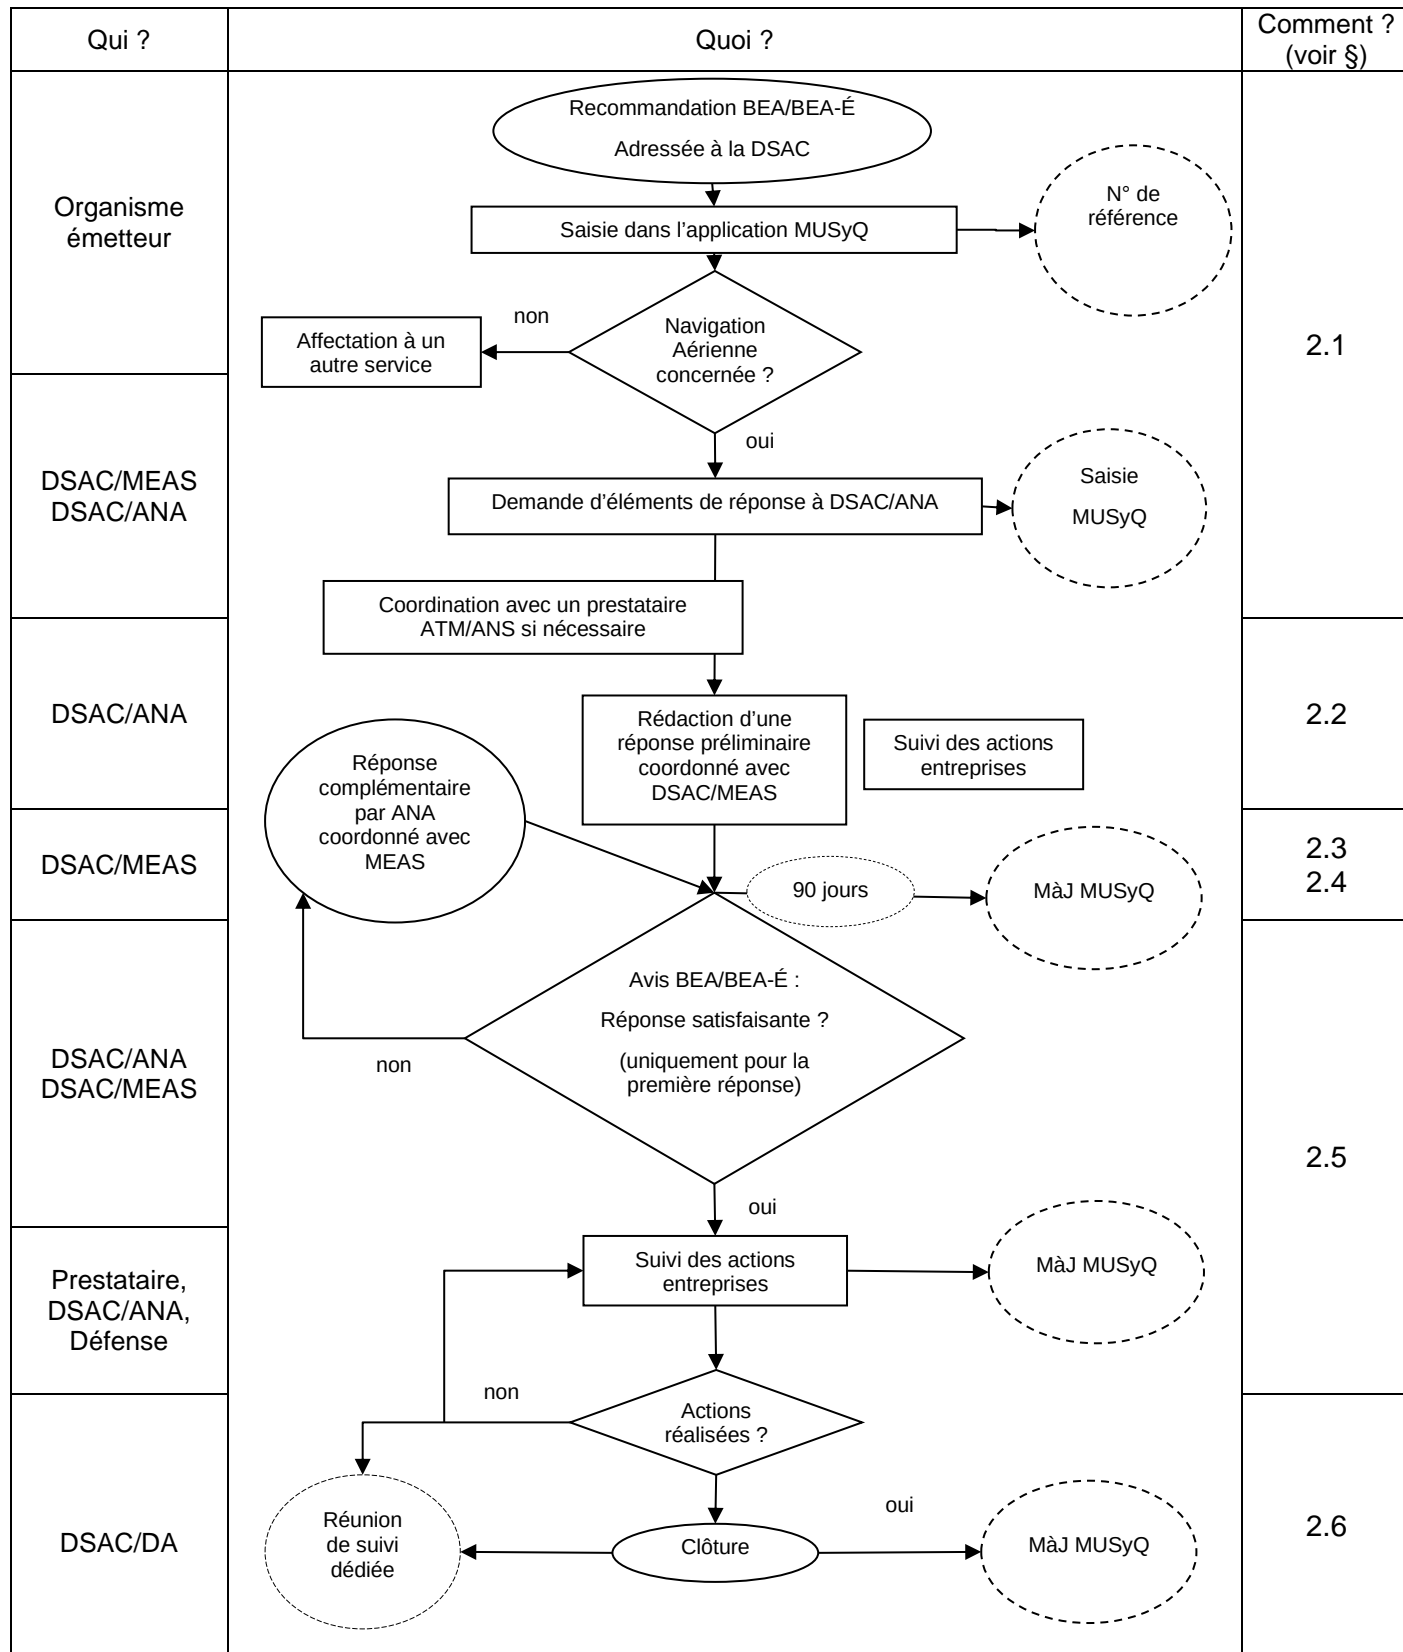 Qui ?
Quoi ?
Comment ?
(voir §)
Organisme
émetteur
Recommandation BEA/BEA-É
Adressée à la DSAC
Saisie dans l’application MUSyQ
N° de
référence
non
Affectation à un
autre service
Navigation
Aérienne
concernée ?
2.1
oui
DSAC/MEAS
DSAC/ANA
Demande d’éléments de réponse à DSAC/ANA
Saisie
MUSyQ
Coordination avec un prestataire
ATM/ANS si nécessaire
DSAC/ANA
Rédaction d’une
réponse préliminaire
coordonné avec
DSAC/MEAS
Suivi des actions
entreprises
2.2
Réponse
complémentaire
par ANA
coordonné avec
MEAS
DSAC/MEAS
90 jours
MàJ MUSyQ
2.3
2.4
DSAC/ANA
DSAC/MEAS
non
Avis BEA/BEA-É :
Réponse satisfaisante ?
(uniquement pour la
première réponse)
2.5
oui
Prestataire,
DSAC/ANA,
Défense
Suivi des actions
entreprises
MàJ MUSyQ
non
Actions
réalisées ?
DSAC/DA
Réunion
de suivi
dédiée
Clôture
oui
MàJ MUSyQ
2.6